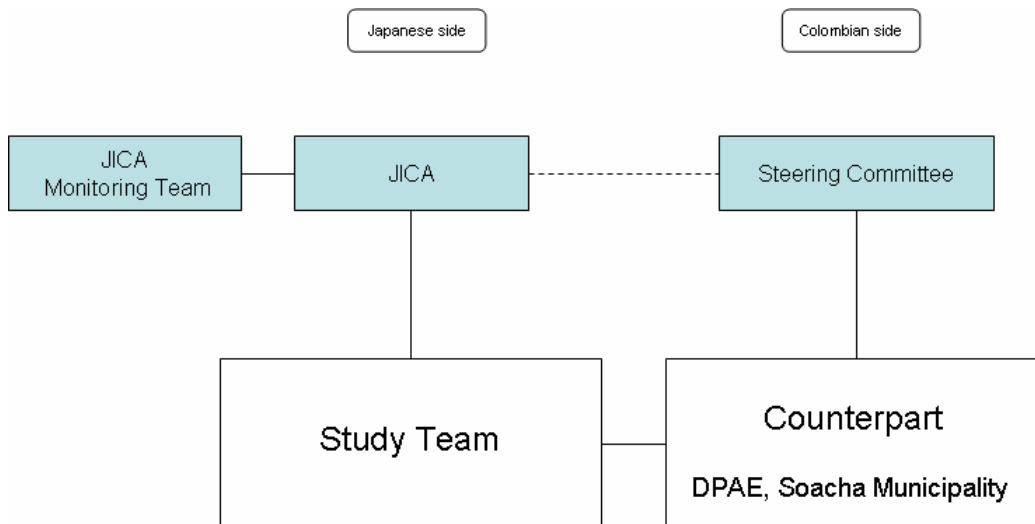 Japanese side
Colombian side
JICA
Monitoring Team
JICA
Steering Committee
Study Team
Counterpart
DPAE, Soacha Municipality